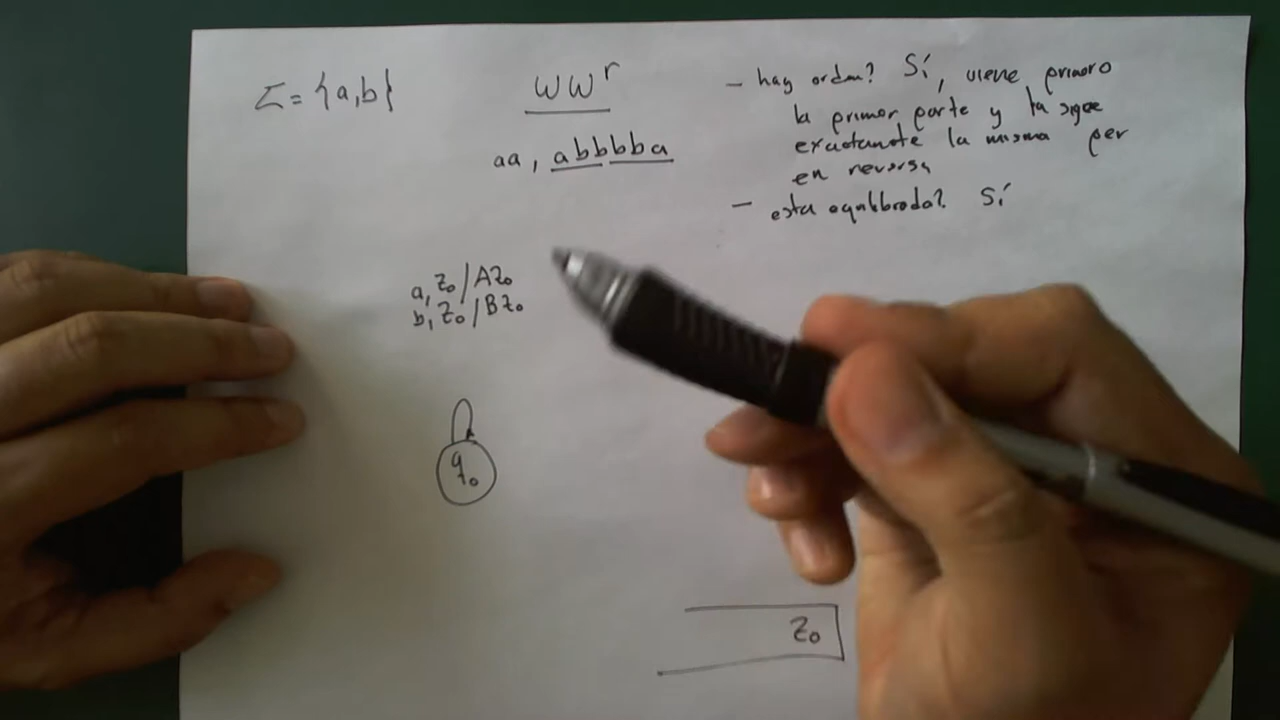 Σ = {a,b}
ww^r
aa, abbbba
- hay orden? Sí, viene primero
la primer parte y la sigue
exactamente la misma per
en reversa
- esta equilibrado? Sí
a, Z₀/AZ₀
b, Z₀/BZ₀
q₀
Z₀